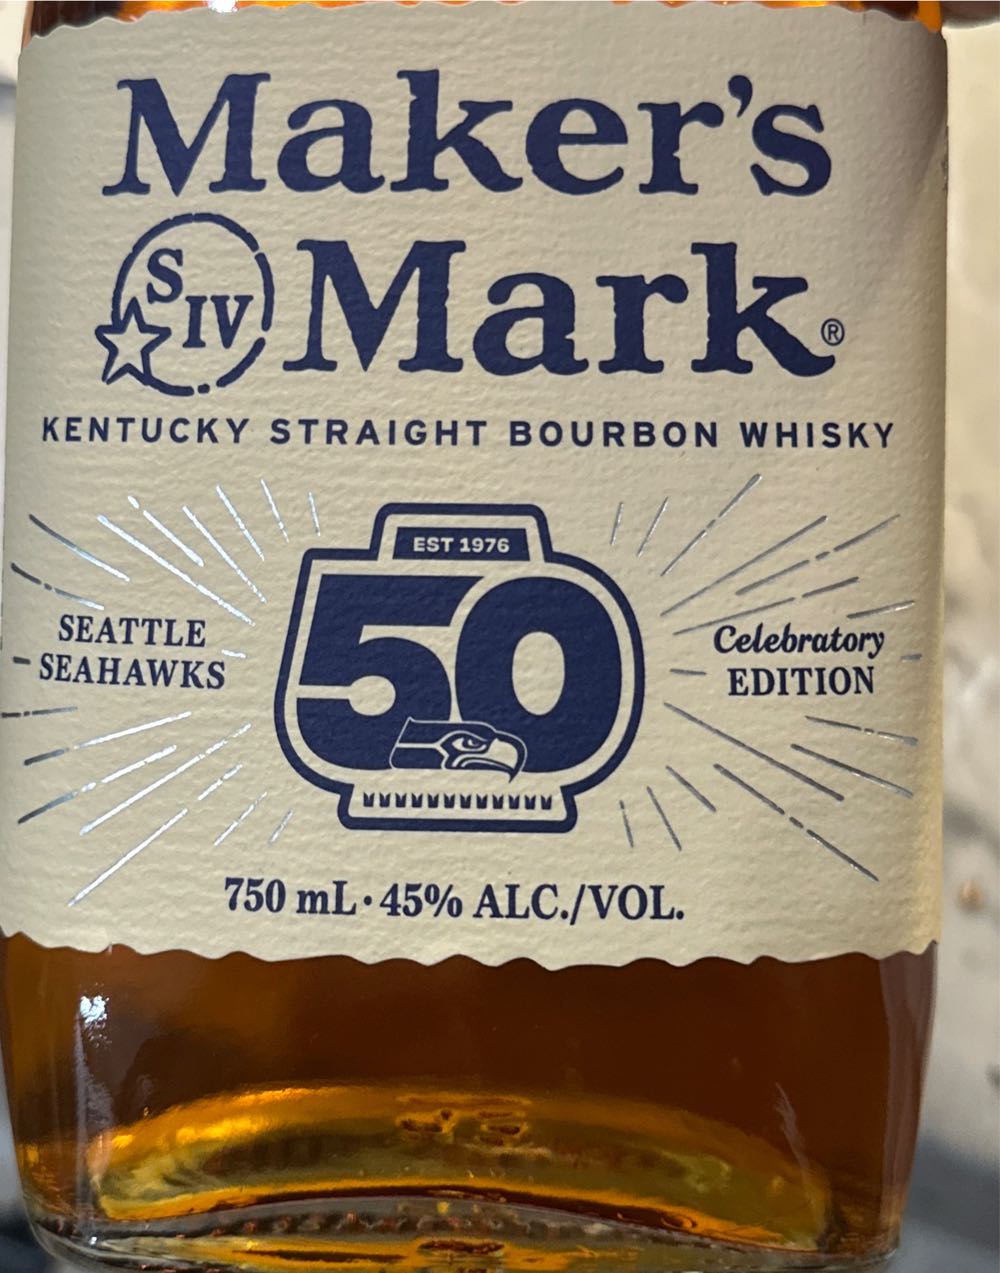 Maker's
S IV Mark®
KENTUCKY STRAIGHT BOURBON WHISKY
EST 1976
50
SEATTLE
SEAHAWKS
Celebratory
EDITION
750 mL · 45% ALC./VOL.